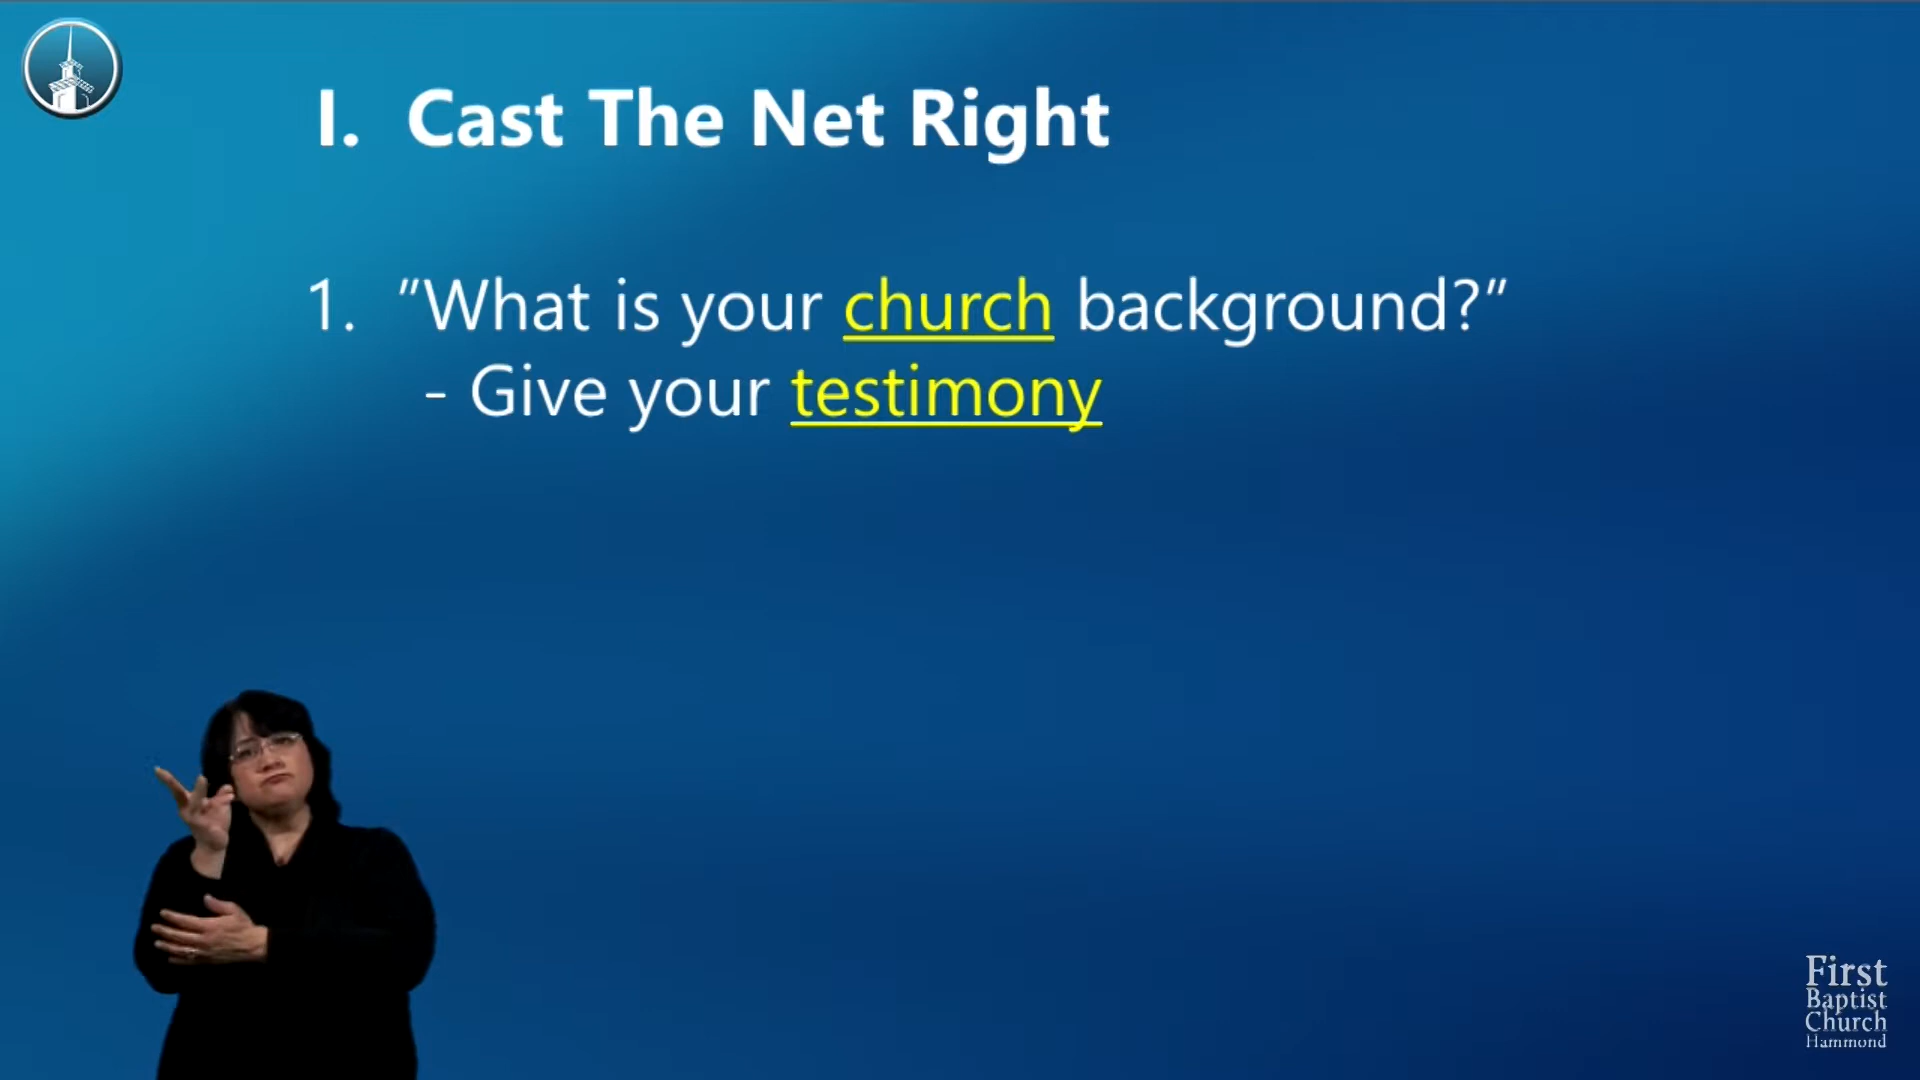 I. Cast The Net Right
1. "What is your church background?"
- Give your testimony
First
Baptist
Church
Hammond